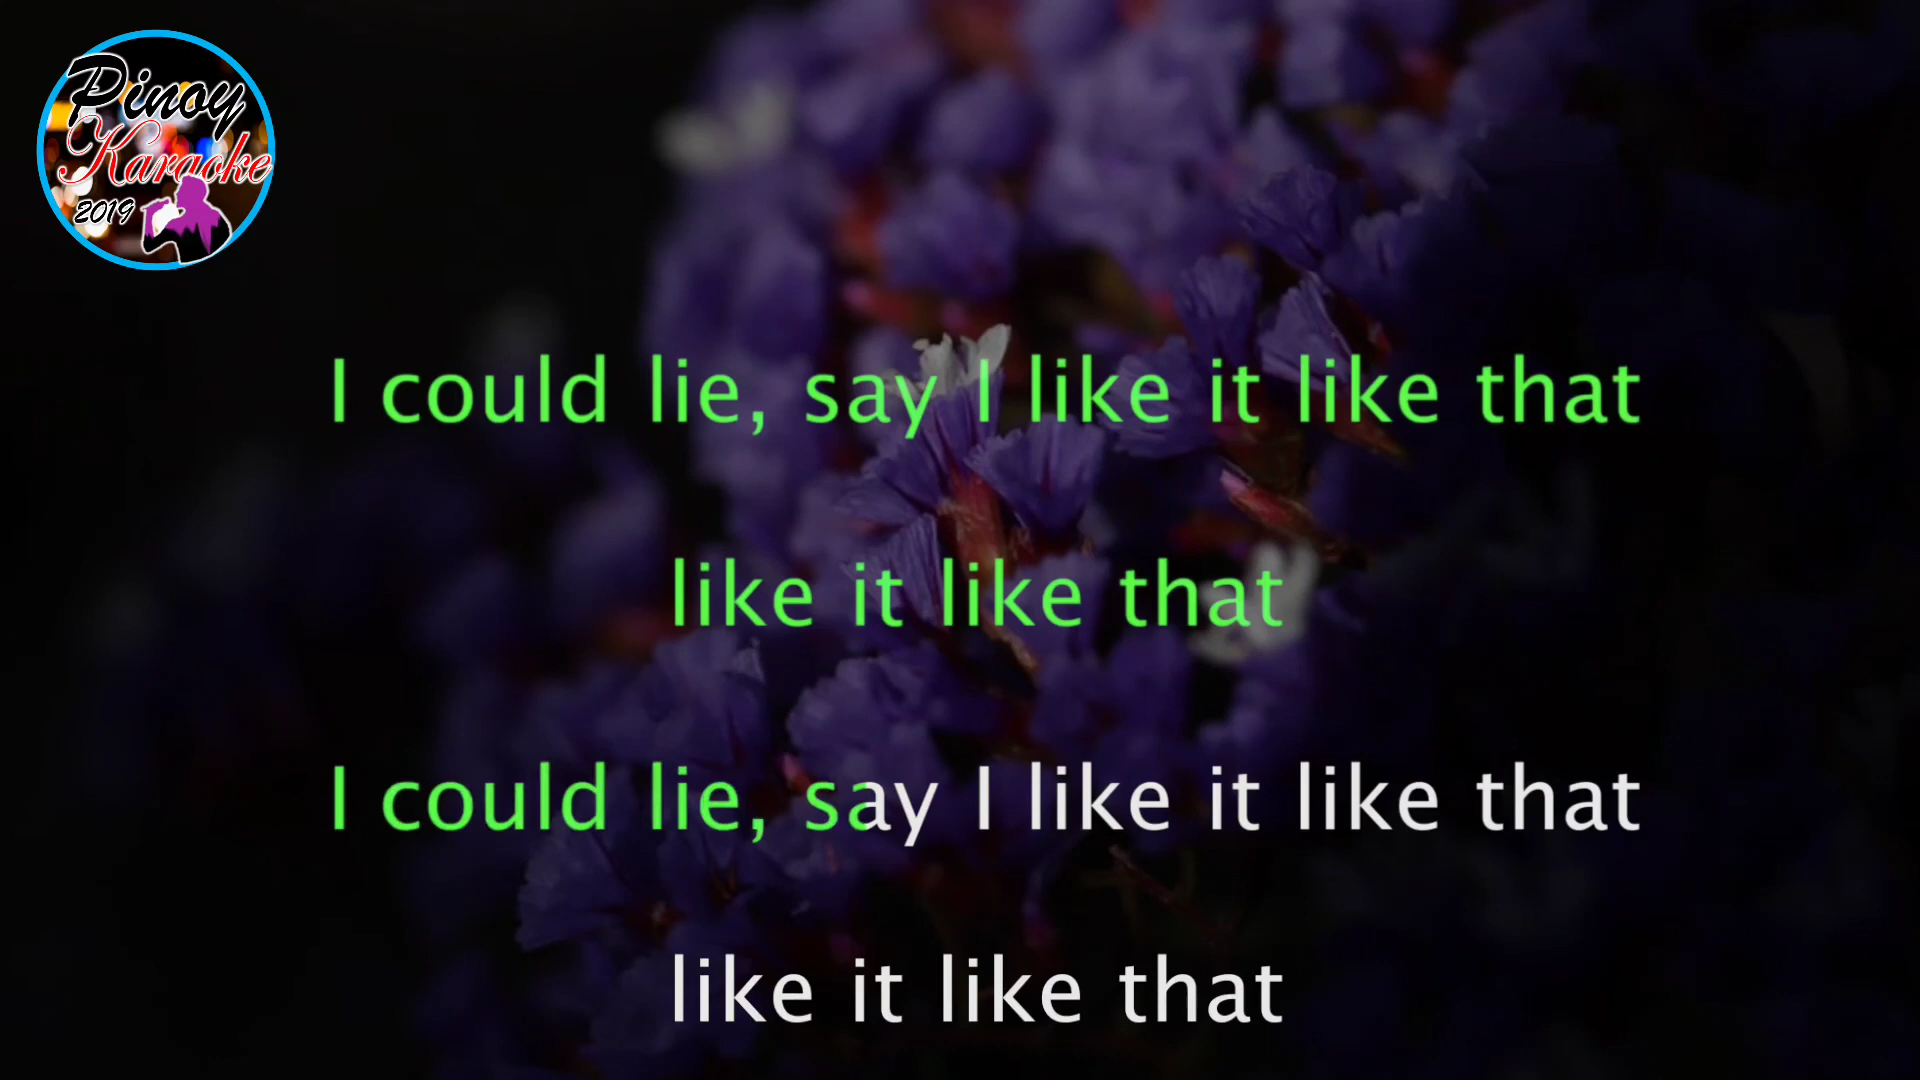 Pinoy
Karaoke
2019
I could lie, say I like it like that
like it like that
I could lie, say I like it like that
like it like that